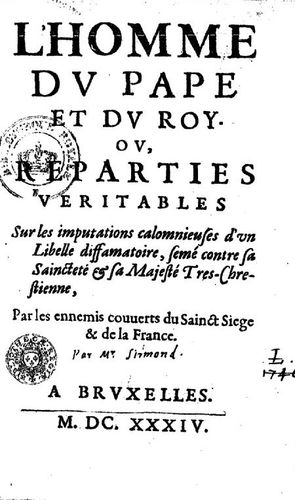 L'HOMME
DV PAPE
ET DV ROY.
OV,
REPARTIES
VERITABLES
Sur les imputations calomnieuses d'vn
Libelle diffamatoire, semé contre sa
Saincteté & sa Majesté Tres-Chre-
stienne,
Par les ennemis couuerts du Sainct Siege
& de la France.
Par Mr Sirmond.
L.
A BRVXELLES.
M. DC. XXXIV.